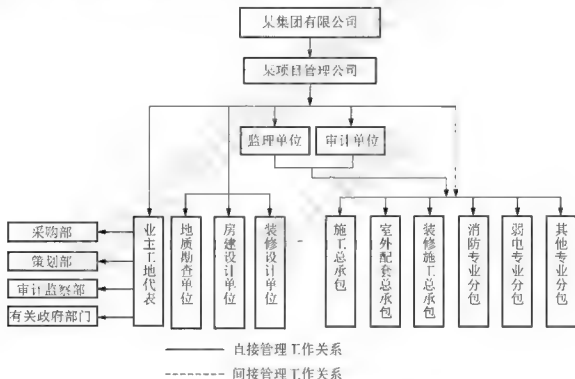 某集团有限公司
某项目管理公司
监理单位
审计单位
采购部
策划部
审计监察部
有关政府部门
业主工地代表
地质勘查单位
房建设计单位
装修设计单位
施工总承包
室外配套总承包
装修施工总承包
消防专业分包
弱电专业分包
其他专业分包
直接管理工作关系
间接管理工作关系